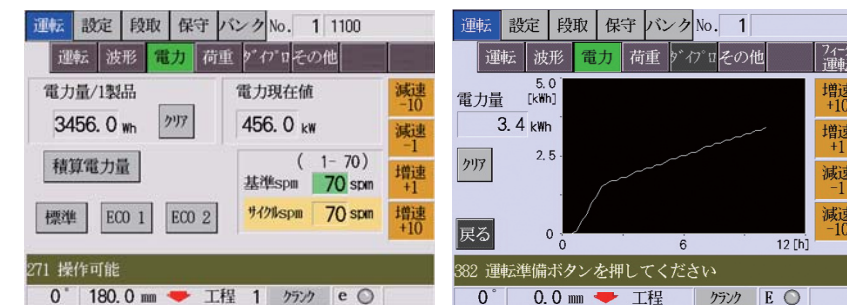 運転 設定 段取 保守 バンク No. 1 1100
運転 波形 電力 荷重 ダイプロ その他
電力量/1製品 電力現在値
3456.0 Wh クリア 456.0 kW
積算電力量
( 1- 70)
基準spm 70 spm
標準 ECO 1 ECO 2 サイクルspm 70 spm
減速
-10
減速
-1
増速
+1
増速
+10
271 操作可能
0° 180.0 mm 工程 1 クランク e
運転 設定 段取 保守 バンク No. 1
運転 波形 電力 荷重 ダイプロ その他
運転
電力量 [kWh] 5.0
3.4 kWh
2.5
クリア
戻る
0
0 6 12 [h]
増速
+10
増速
+1
減速
-1
減速
-10
382 運転準備ボタンを押してください
0° 0.0 mm 工程 クランク E